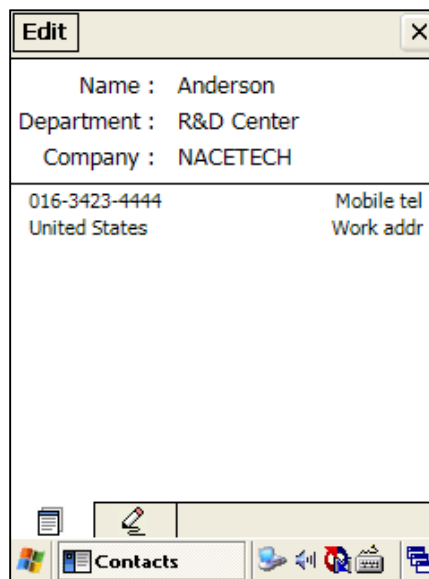 Edit
Name : Anderson
Department : R&D Center
Company : NACETECH
016-3423-4444 Mobile tel
United States Work addr
Contacts